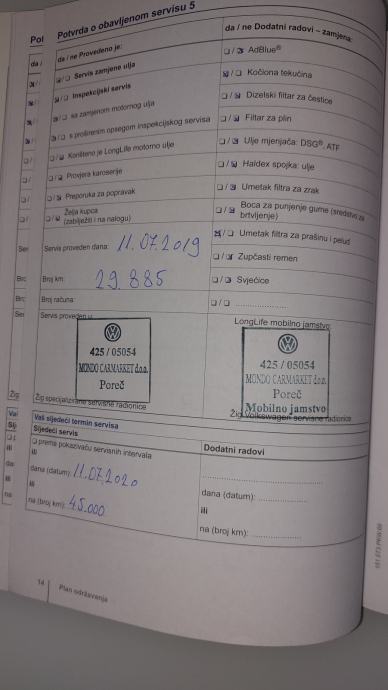 Potvrda o obavljenom servisu 5
da / ne Provedeno je:
Servis zamjene ulja
Inspekcijski servis
sa zamjenom motornog ulja
s proširenim opsegom inspekcijskog servisa
Korišteno je LongLife motorno ulje
Provjera karoserije
Preporuka za popravak
Želja kupca
(zabilježiti i na nalogu)
Servis proveden dana: 11.07.2019
Broj km: 29.885
Broj računa:
Servis proveden u:
425 / 05054
MONDO CARMARKET d.o.o.
Poreč
Žig specijalizirane servisne radionice
da / ne Dodatni radovi – zamjena:
□ / ☒ AdBlue®
☒ / □ Kočiona tekućina
□ / ☒ Dizelski filtar za čestice
□ / ☒ Filtar za plin
□ / ☒ Ulje mjenjača: DSG®, ATF
□ / ☒ Haldex spojka: ulje
□ / ☒ Umetak filtra za zrak
□ / ☒ Boca za punjenje gume (sredstvo za
brtvljenje)
☒ / □ Umetak filtra za prašinu i pelud
□ / ☒ Zupčasti remen
□ / ☒ Svjećice
□ / □ ....................
LongLife mobilno jamstvo:
425 / 05054
MONDO CARMARKET d.o.o.
Poreč
Mobilno jamstvo
Žig Volkswagen servisne radionice
Vaš sljedeći termin servisa
Sljedeći servis
□ prema pokazivaču servisnih intervala
ili
dana (datum): 11.07.2020
ili
na (broj km): 45.000
Dodatni radovi
dana (datum): ..............
ili
na (broj km): ..............
14 Plan održavanja